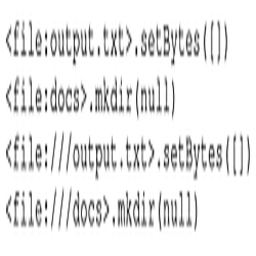 <file:output.txt>.setBytes([])
<file:docs>.mkdir(null)
<file:///output.txt>.setBytes([])
<file:///docs>.mkdir(null)